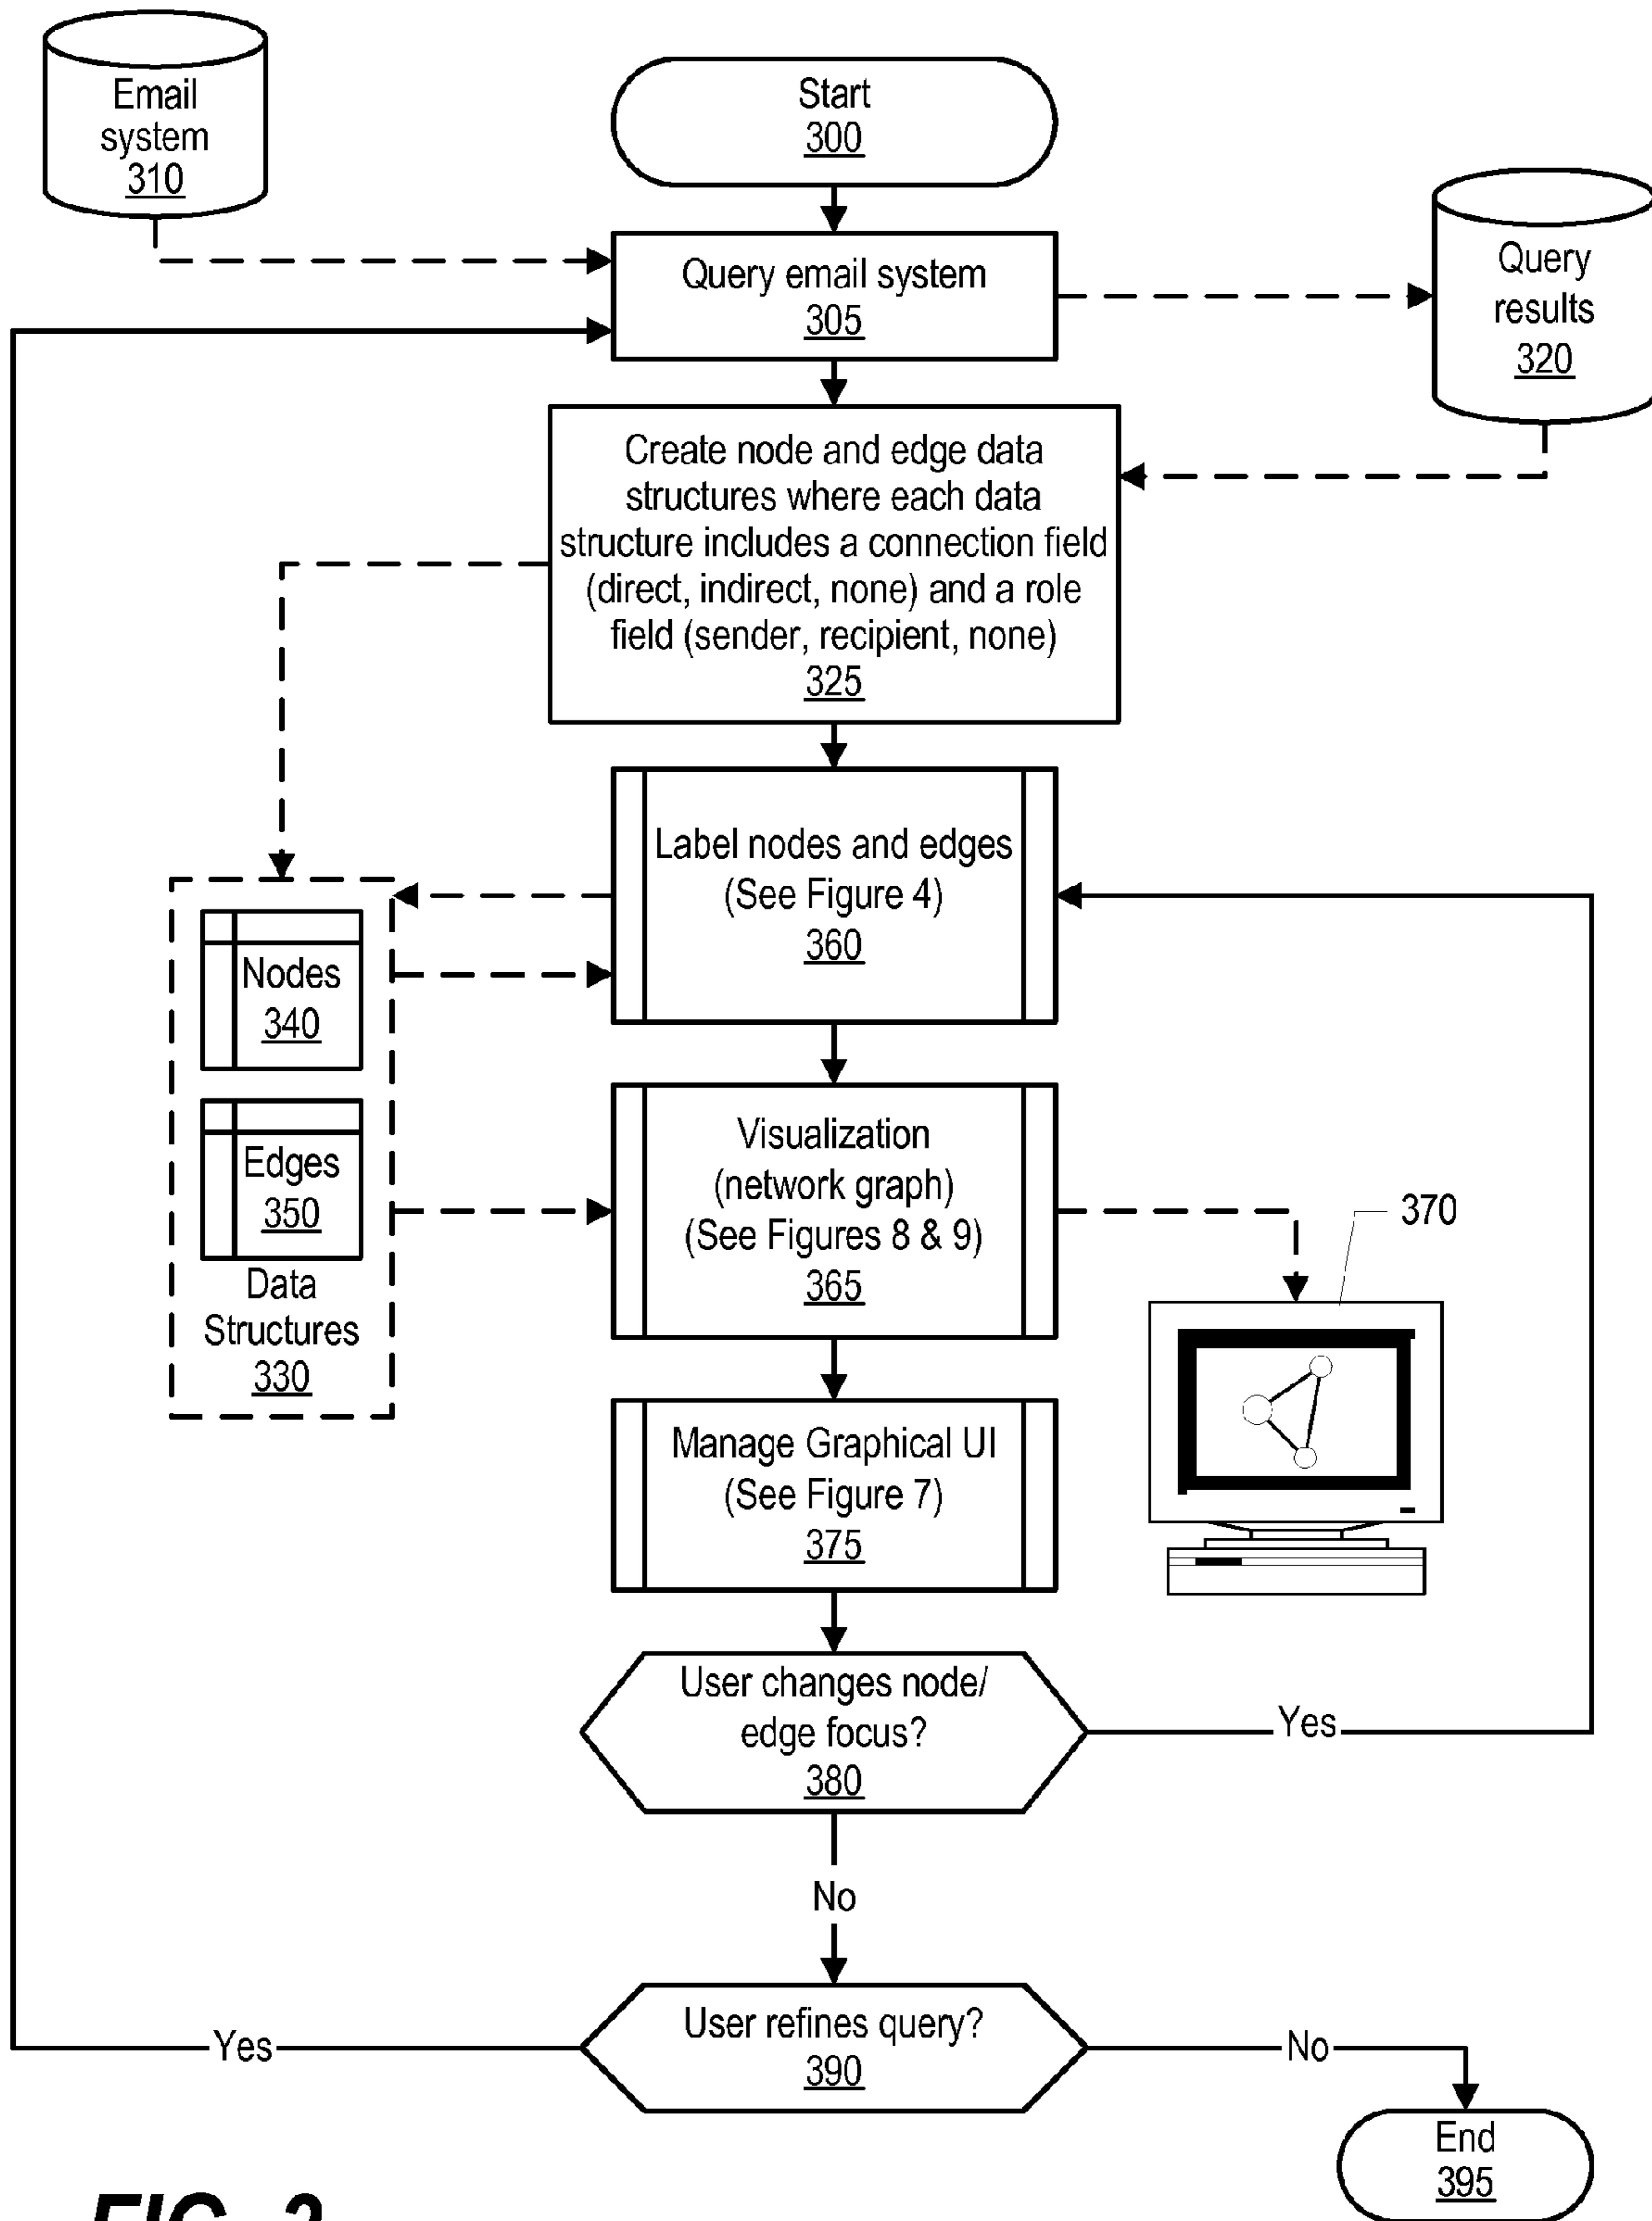 Email
system
310
Start
300
Query email system
305
Query
results
320
Create node and edge data
structures where each data
structure includes a connection field
(direct, indirect, none) and a role
field (sender, recipient, none)
325
Label nodes and edges
(See Figure 4)
360
Nodes
340
Edges
350
Data
Structures
330
Visualization
(network graph)
(See Figures 8 & 9)
365
370
Manage Graphical UI
(See Figure 7)
375
User changes node/
edge focus?
380
Yes
No
User refines query?
390
Yes
No
End
395
FIG. 3